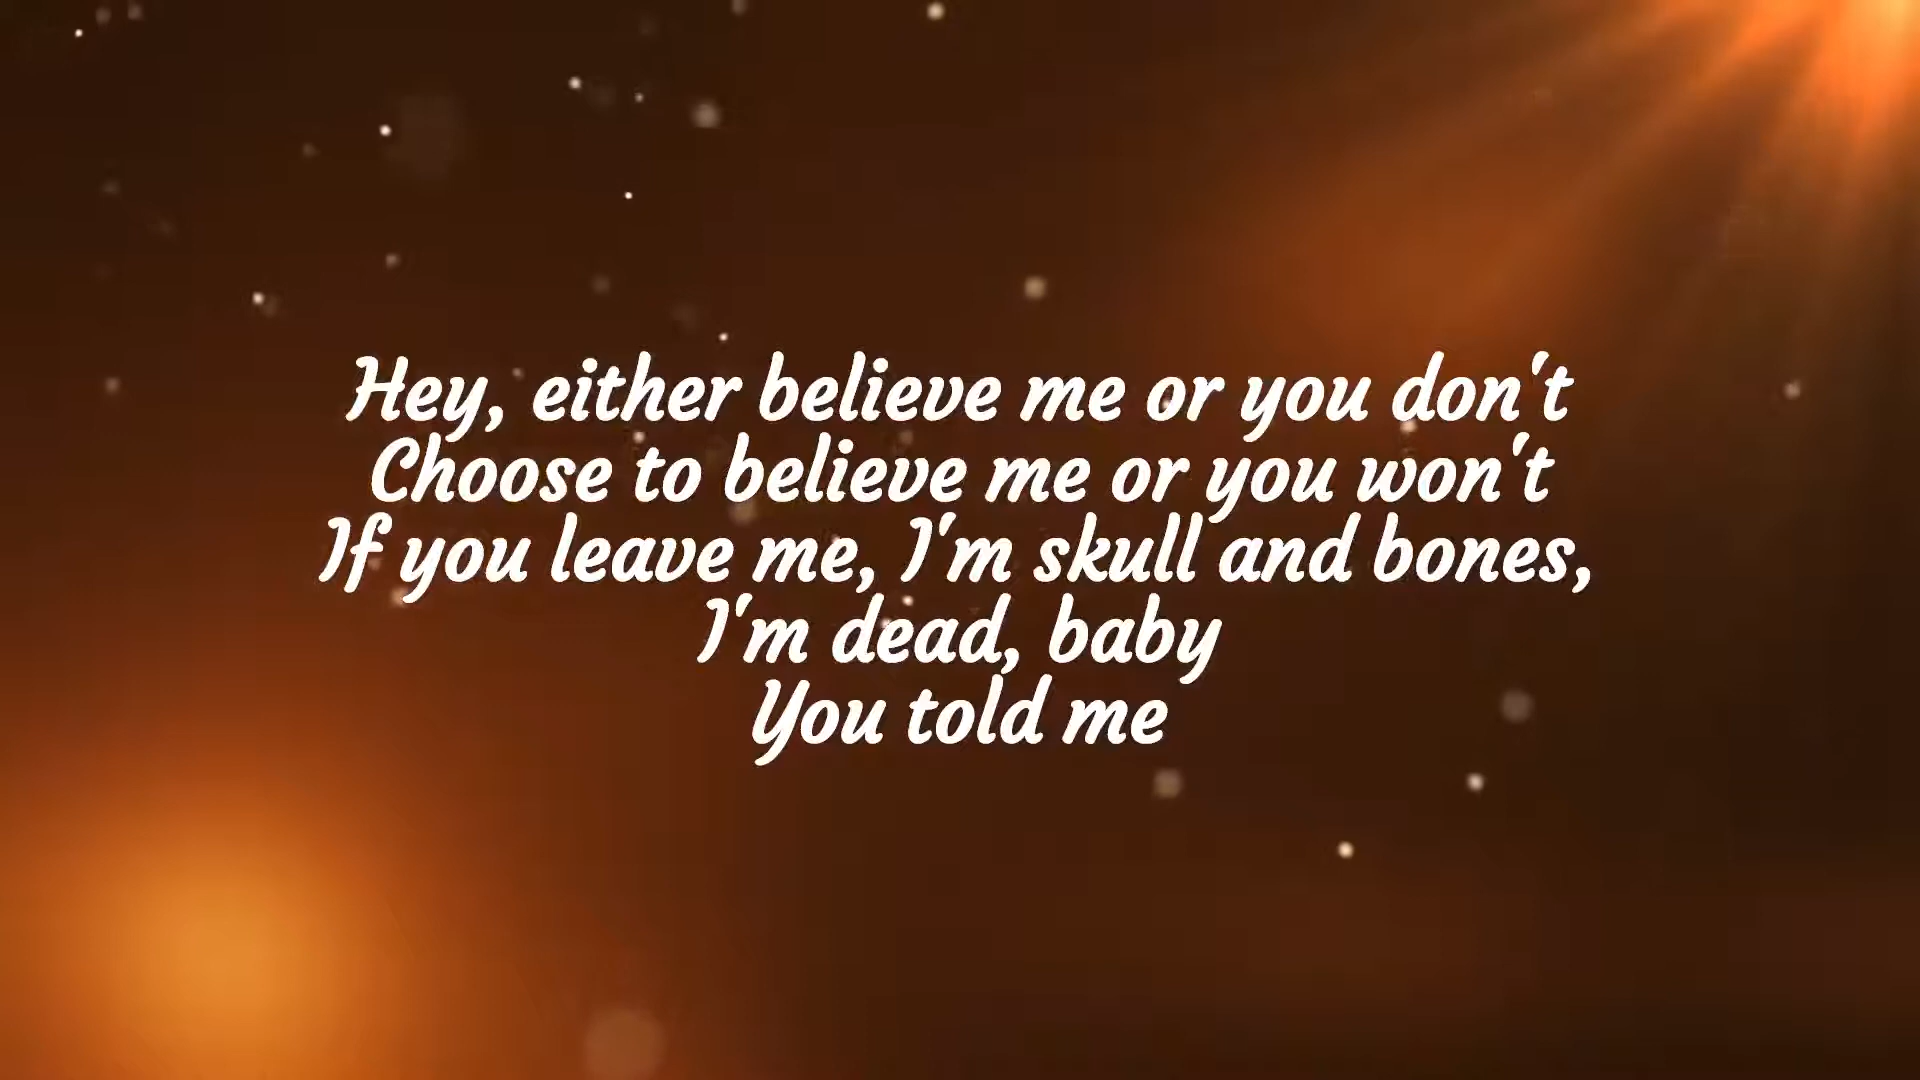 Hey, either believe me or you don't
Choose to believe me or you won't
If you leave me, I'm skull and bones,
I'm dead, baby
You told me